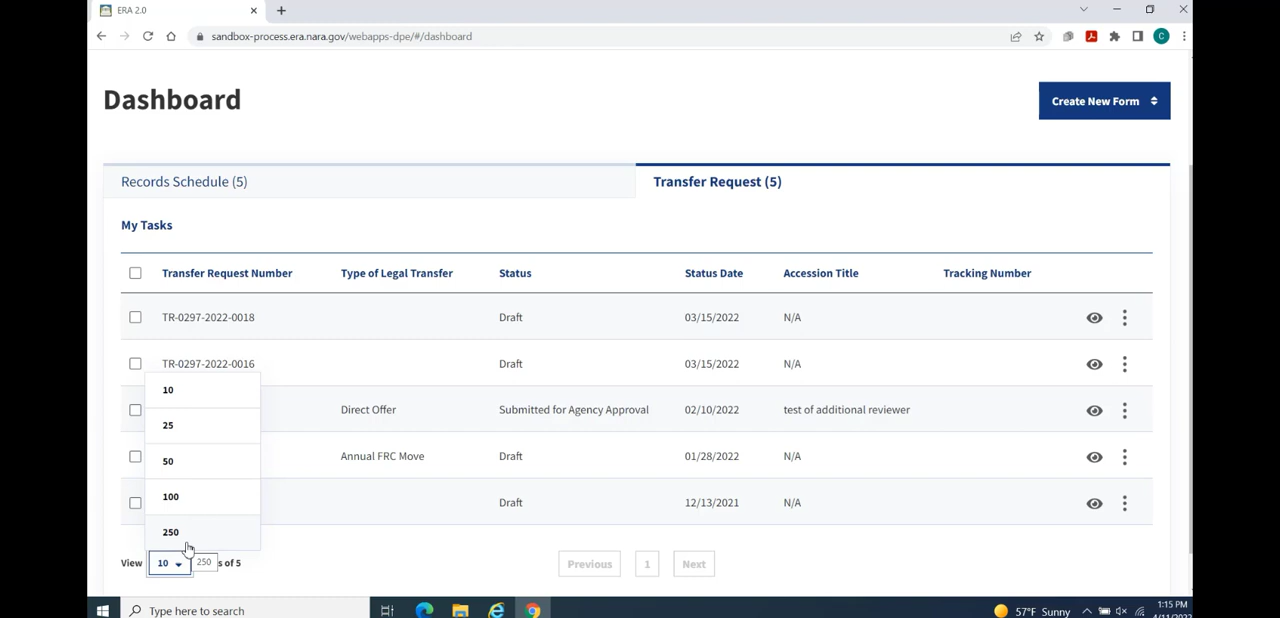 ERA 2.0
sandbox-process.era.nara.gov/webapps-dpe/#/dashboard
C
Dashboard
Create New Form
Records Schedule (5)
Transfer Request (5)
My Tasks
Transfer Request Number Type of Legal Transfer Status Status Date Accession Title Tracking Number
TR-0297-2022-0018 Draft 03/15/2022 N/A
TR-0297-2022-0016 Draft 03/15/2022 N/A
Direct Offer Submitted for Agency Approval 02/10/2022 test of additional reviewer
Annual FRC Move Draft 01/28/2022 N/A
Draft 12/13/2021 N/A
10
25
50
100
250
View 10 250 s of 5 Previous 1 Next
Type here to search
57°F Sunny
1:15 PM